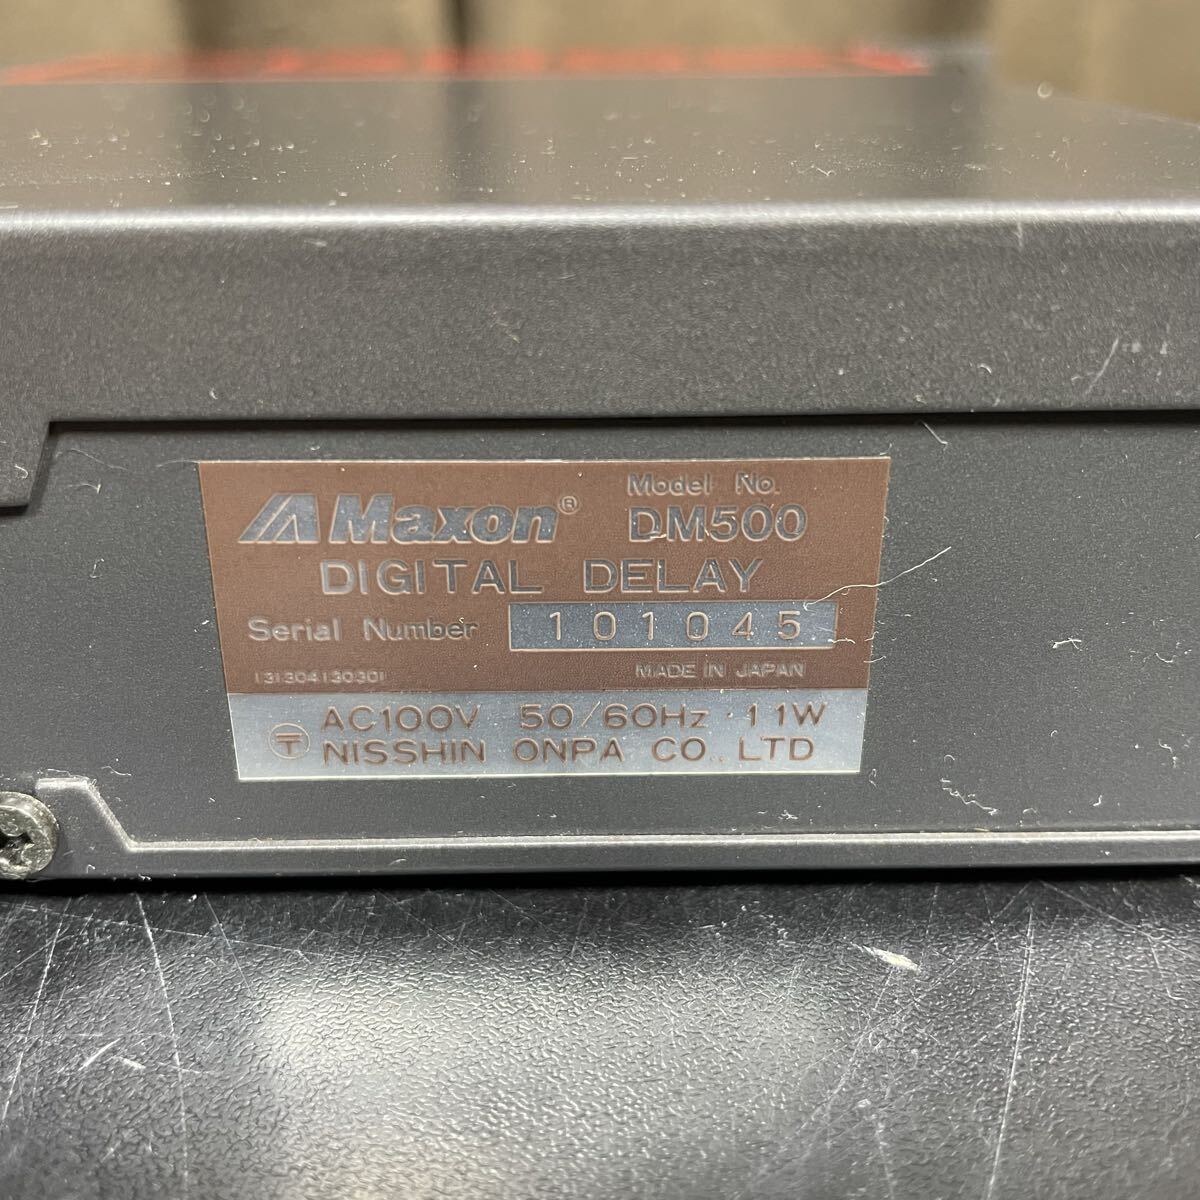 Maxon® Model No. DM500
DIGITAL DELAY
Serial Number 101045
131304130301 MADE IN JAPAN
〒 AC100V 50/60Hz 11W
NISSHIN ONPA CO., LTD